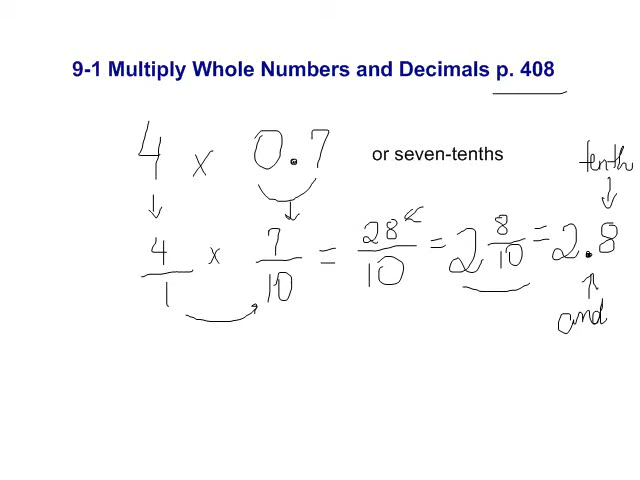 9-1 Multiply Whole Numbers and Decimals p. 408
4 x 0.7 or seven-tenths
tenths
4/1 x 7/10 = 28/10 = 2 8/10 = 2.8
and